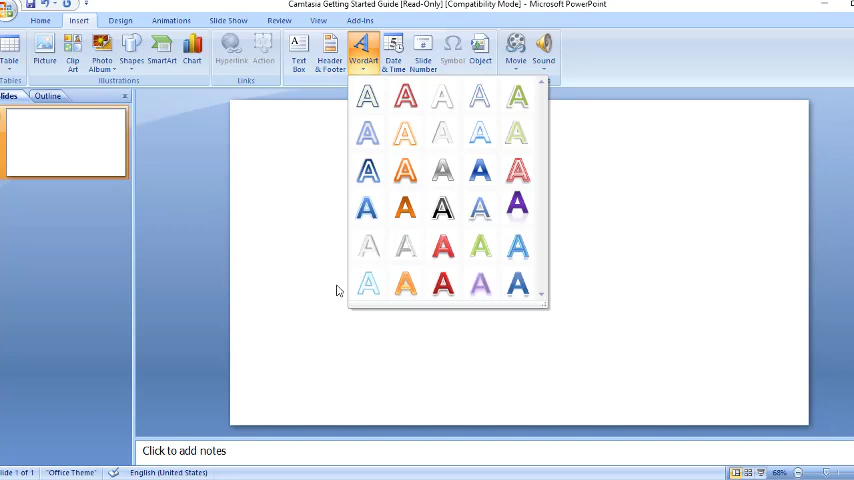 Camtasia Getting Started Guide [Read-Only] [Compatibility Mode] - Microsoft PowerPoint
Home Insert Design Animations Slide Show Review View Add-Ins
Table Picture Clip Art Photo Album Shapes SmartArt Chart Hyperlink Action Text Box Header & Footer WordArt Date & Time Slide Number Symbol Object Movie Sound
Tables Illustrations Links
lides Outline
Click to add notes
lide 1 of 1 "Office Theme" English (United States) 68%